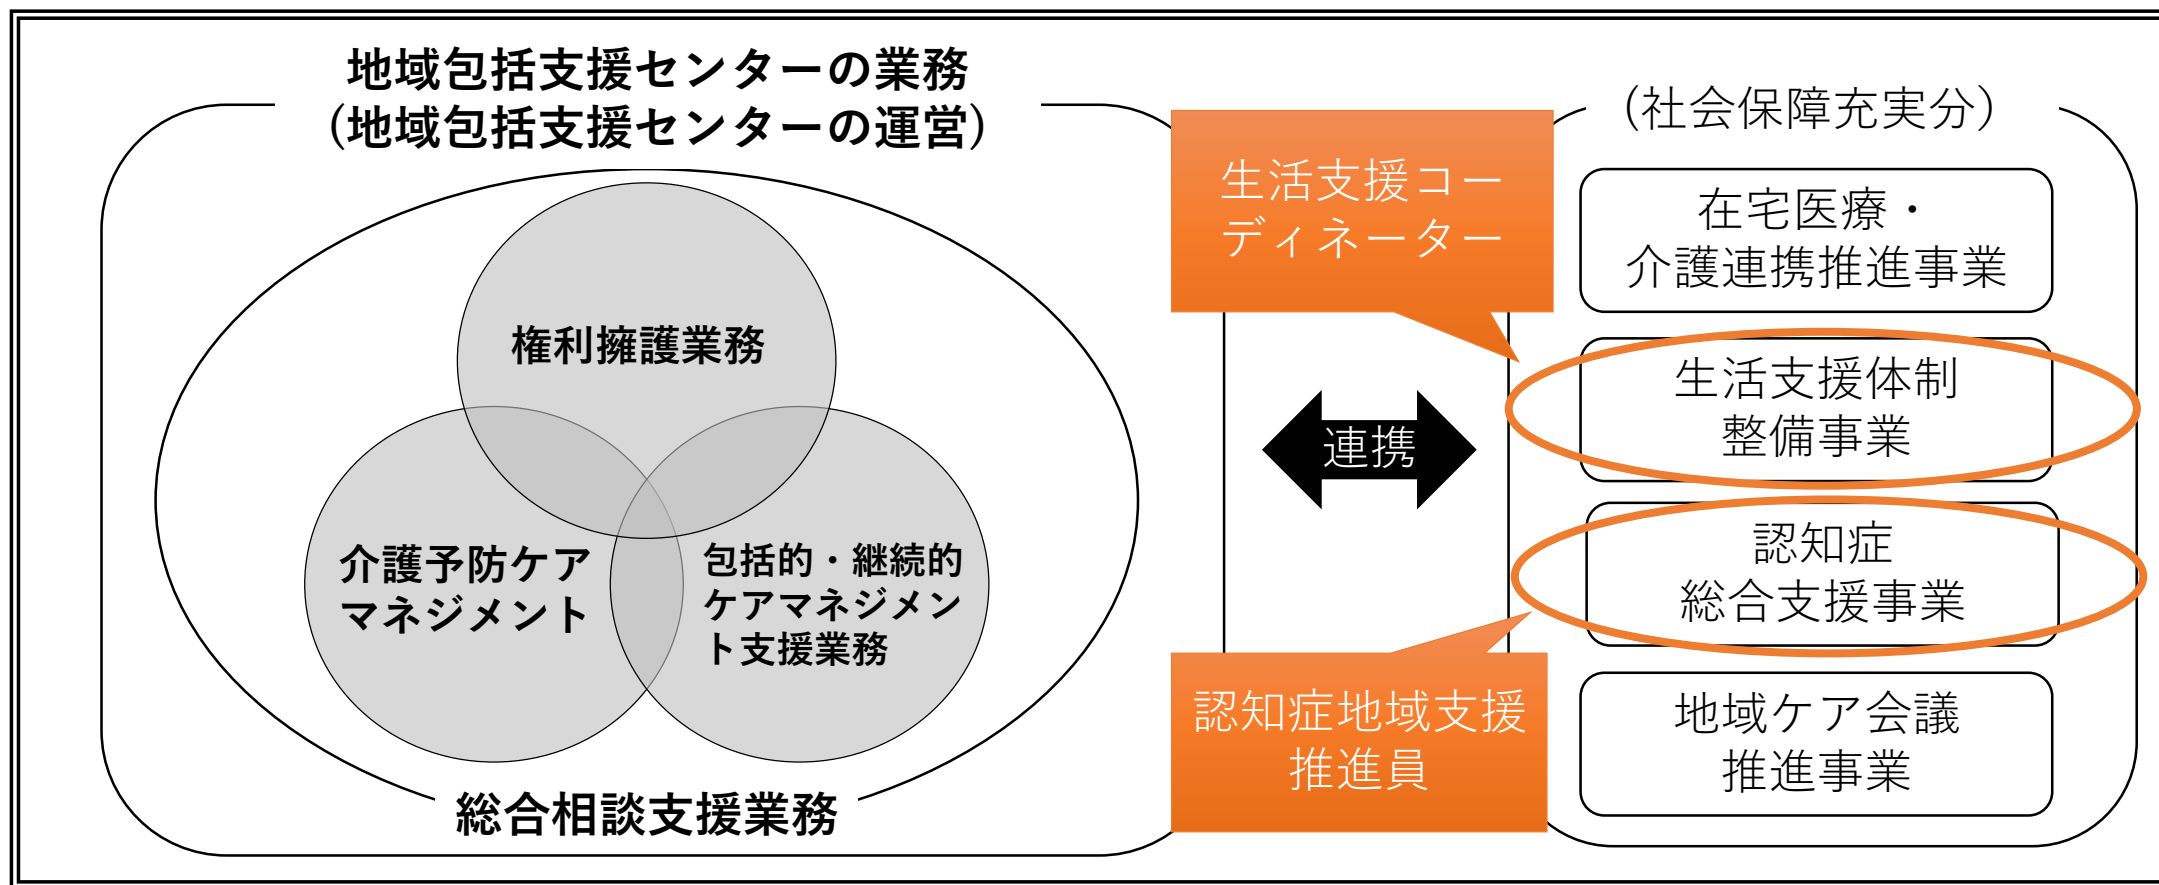 地域包括支援センターの業務
(地域包括支援センターの運営)
権利擁護業務
介護予防ケア
マネジメント
包括的・継続的
ケアマネジメン
ト支援業務
総合相談支援業務
生活支援コー
ディネーター
連携
認知症地域支援
推進員
(社会保障充実分)
在宅医療・
介護連携推進事業
生活支援体制
整備事業
認知症
総合支援事業
地域ケア会議
推進事業